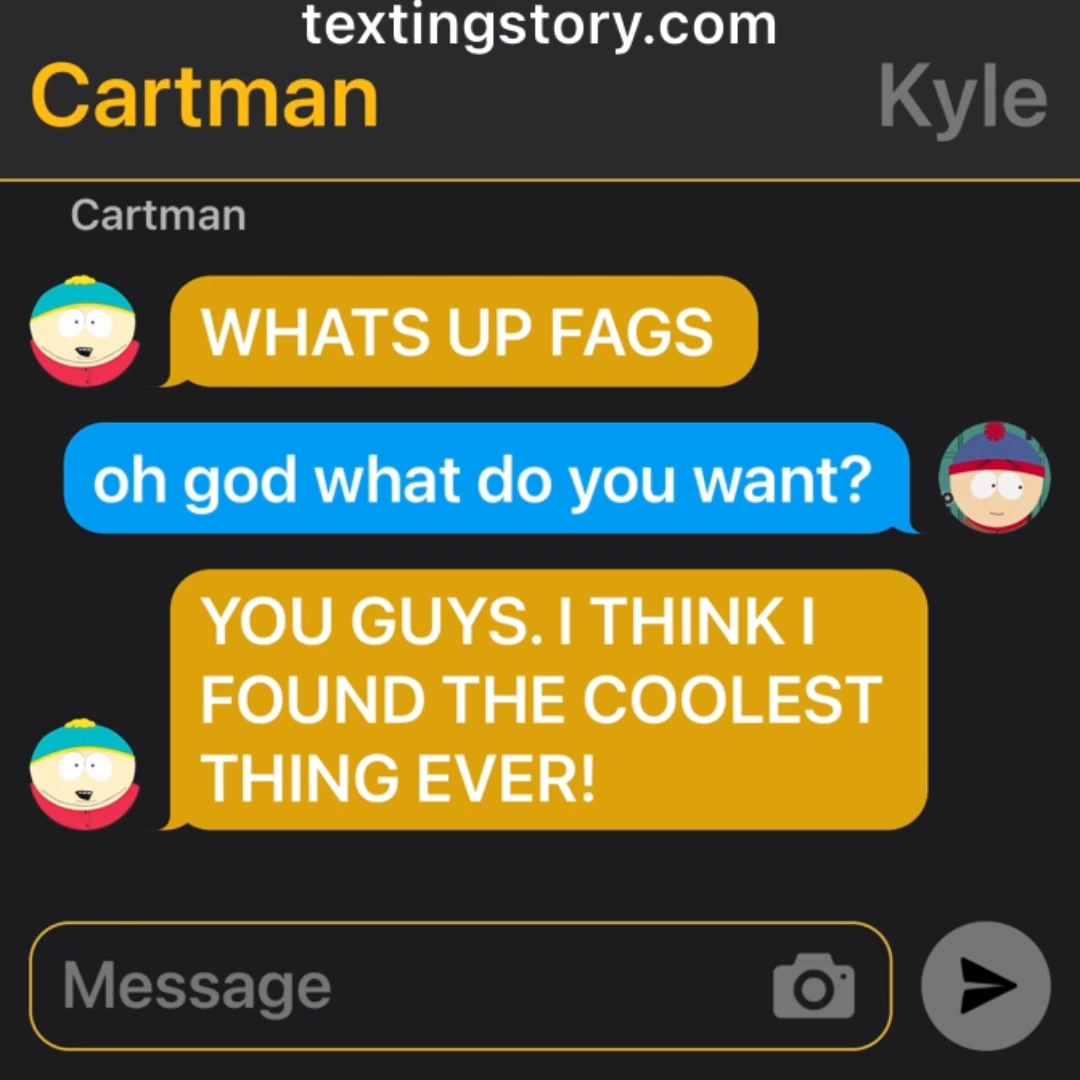 textingstory.com
Cartman
Kyle
Cartman
WHATS UP FAGS
oh god what do you want?
YOU GUYS. I THINK I
FOUND THE COOLEST
THING EVER!
Message